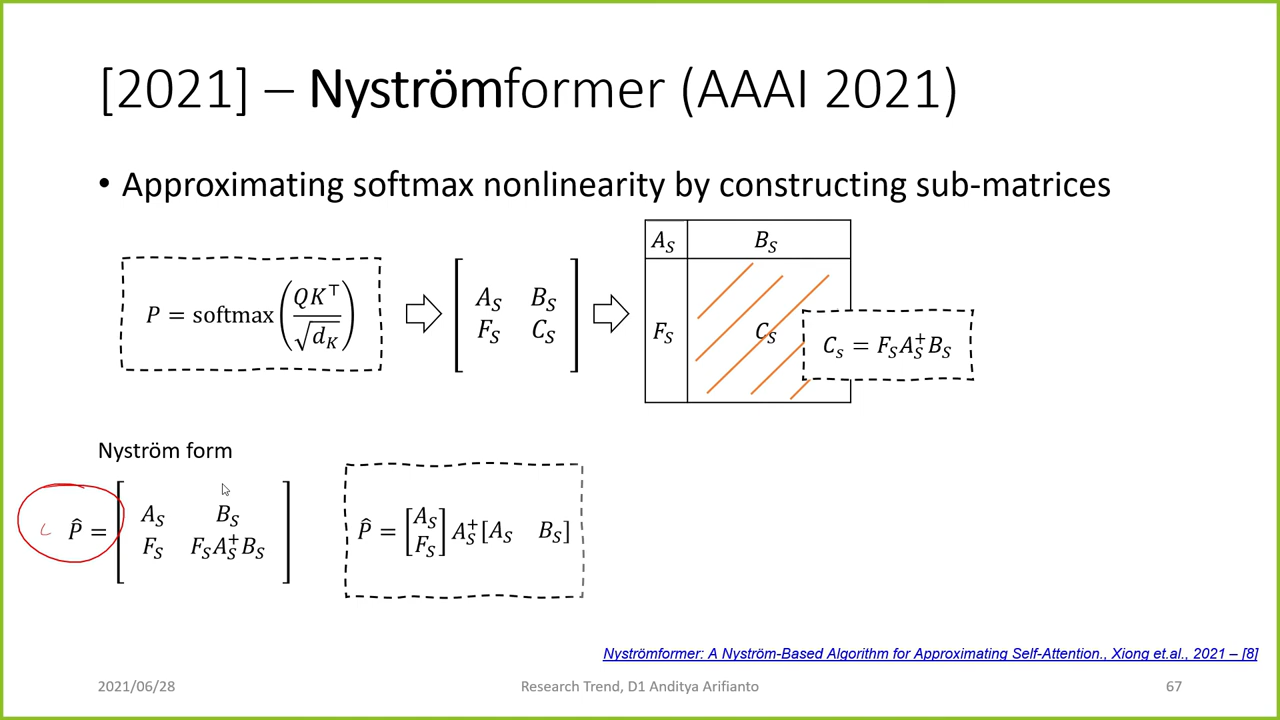 [2021] – Nyströmformer (AAAI 2021)
• Approximating softmax nonlinearity by constructing sub-matrices
P = softmax(QK⊤/√d_K)
[A_S B_S
F_S C_S]
A_S B_S
F_S C_S
C_s = F_S A_S^+ B_S
Nyström form
P̂ = [A_S B_S
F_S F_S A_S^+ B_S]
P̂ = [A_S F_S] A_S^+ [A_S B_S]
Nyströmformer: A Nyström-Based Algorithm for Approximating Self-Attention., Xiong et.al., 2021 – [8]
2021/06/28
Research Trend, D1 Anditya Arifianto
67